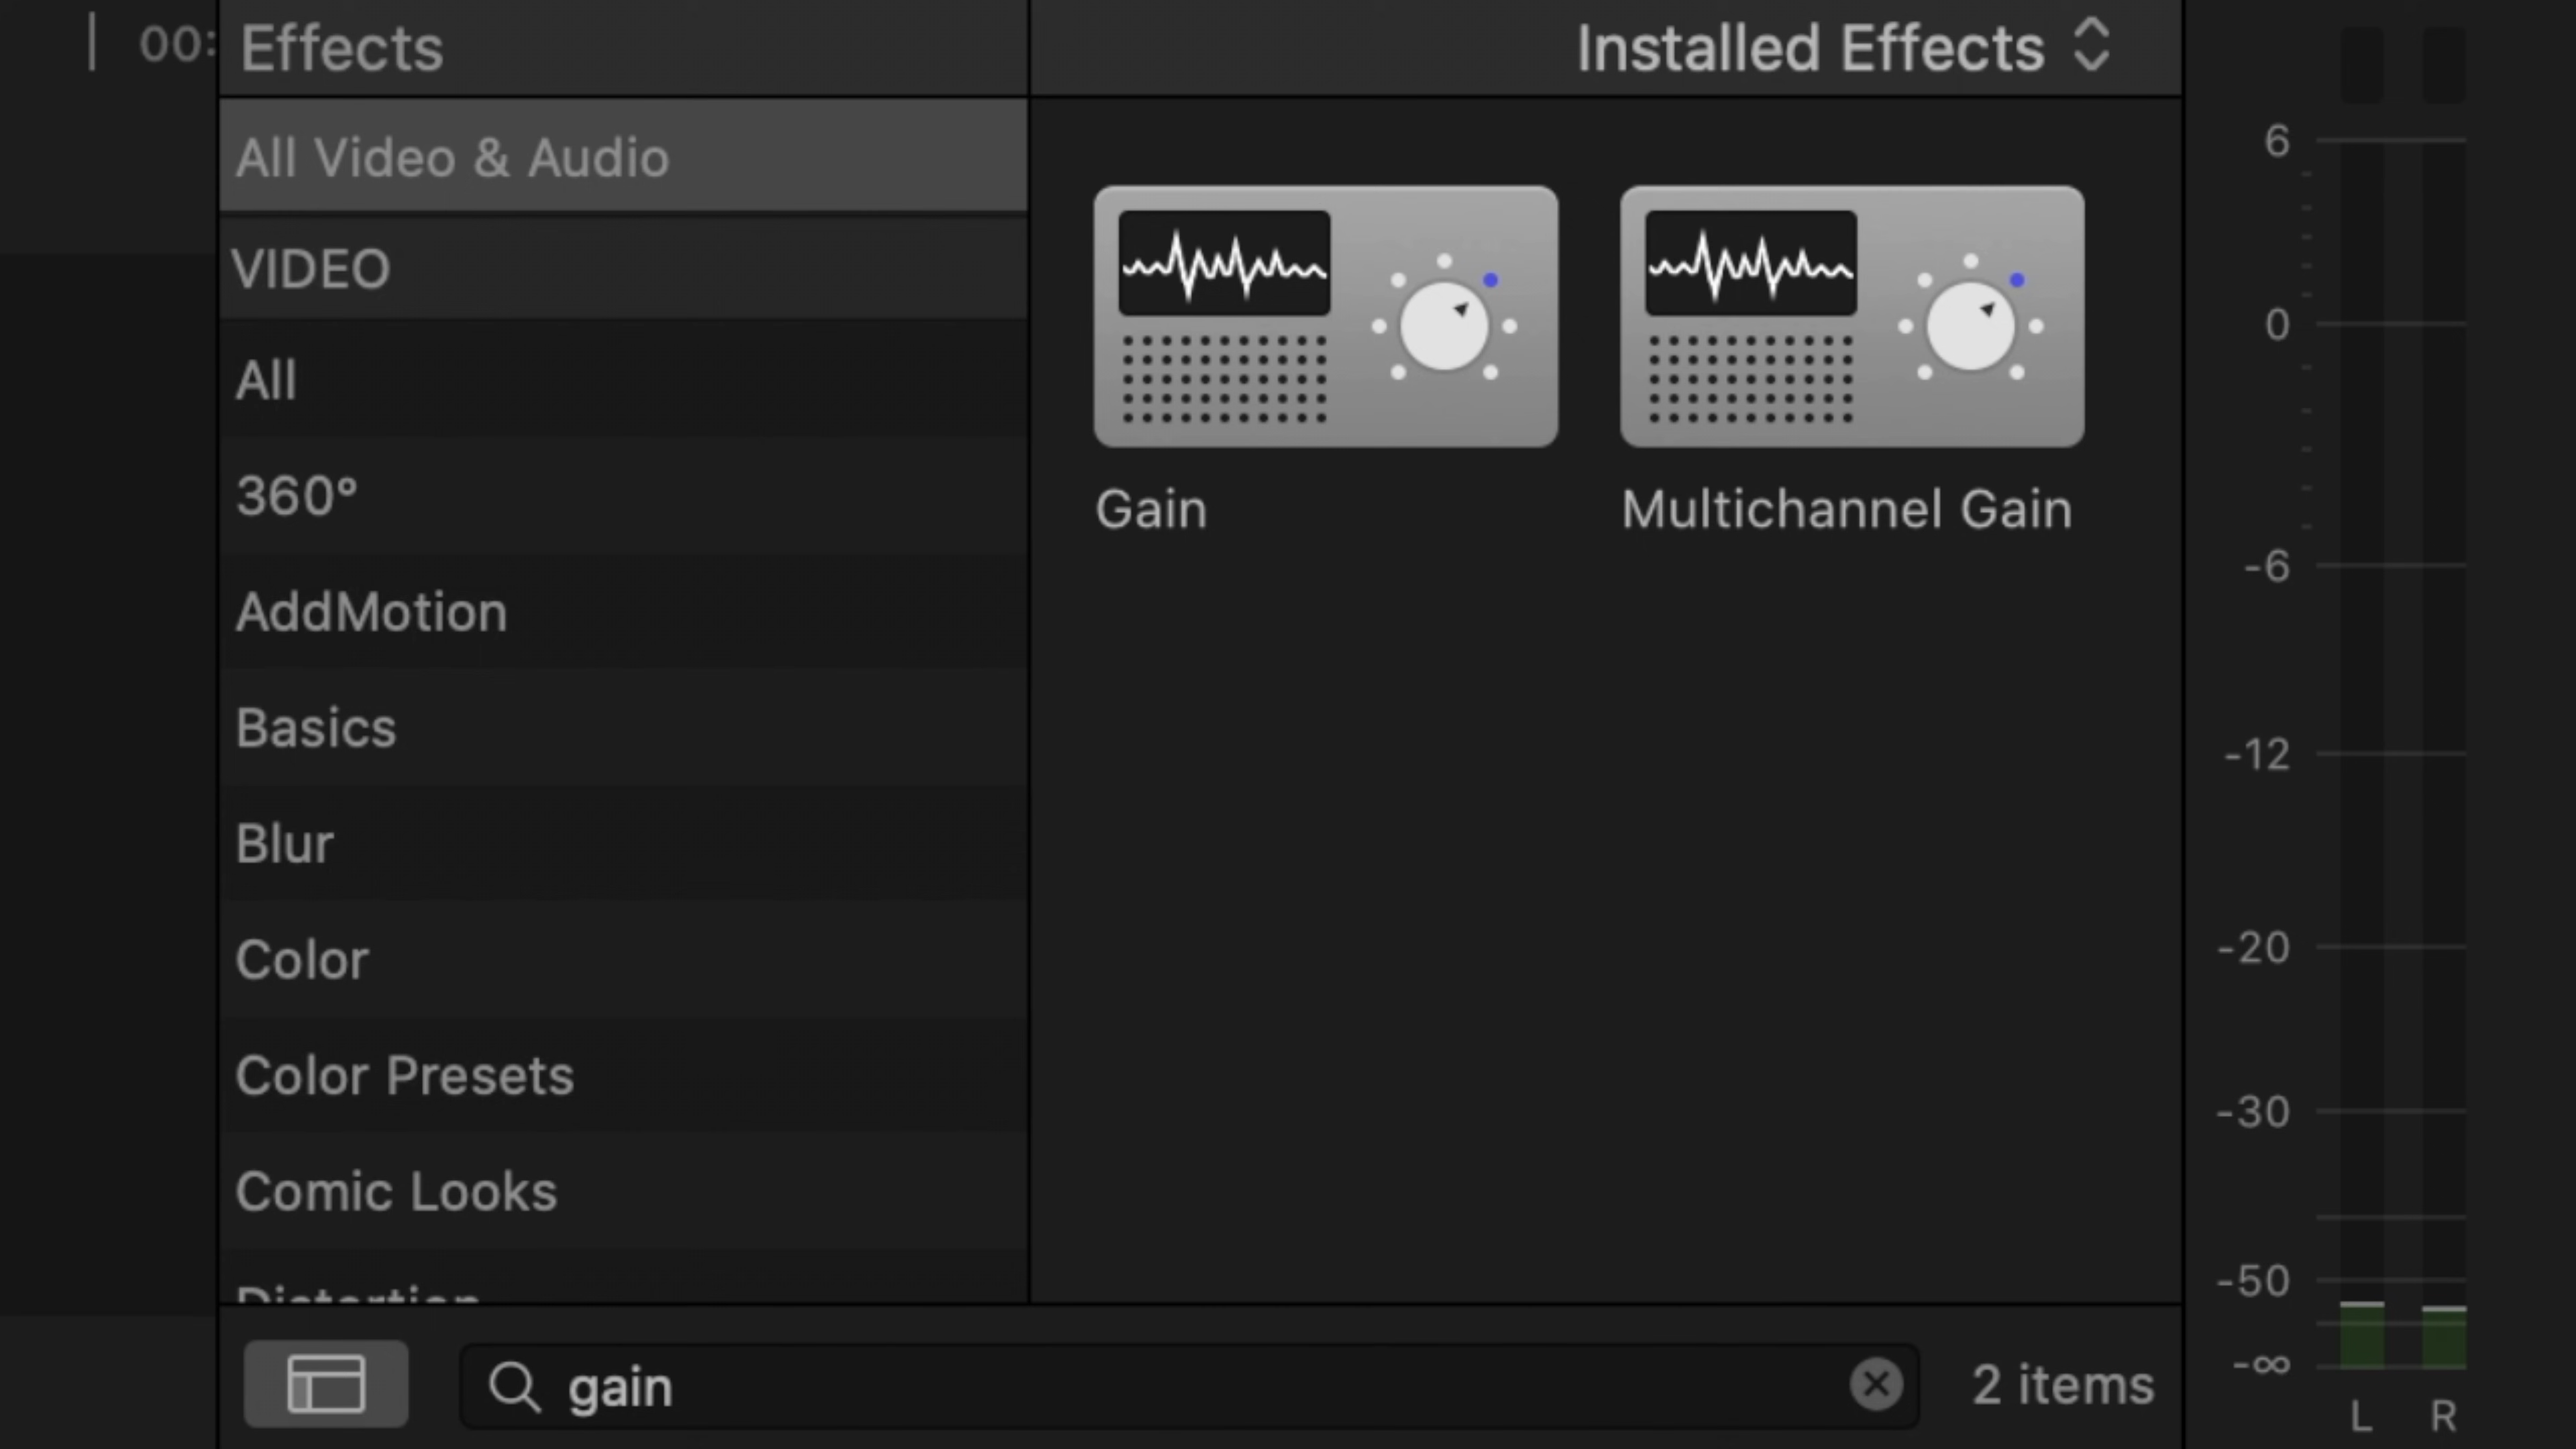 00:
Effects
Installed Effects
All Video & Audio
VIDEO
All
360°
AddMotion
Basics
Blur
Color
Color Presets
Comic Looks
Distortion
Gain
Multichannel Gain
gain
2 items
6
0
-6
-12
-20
-30
-50
-∞
L R